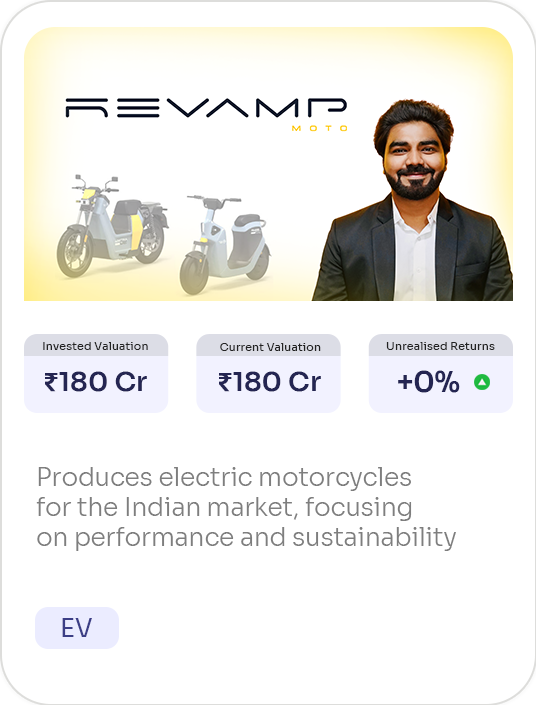 REVAMP
MOTO
Invested Valuation
₹180 Cr
Current Valuation
₹180 Cr
Unrealised Returns
+0%
Produces electric motorcycles
for the Indian market, focusing
on performance and sustainability
EV